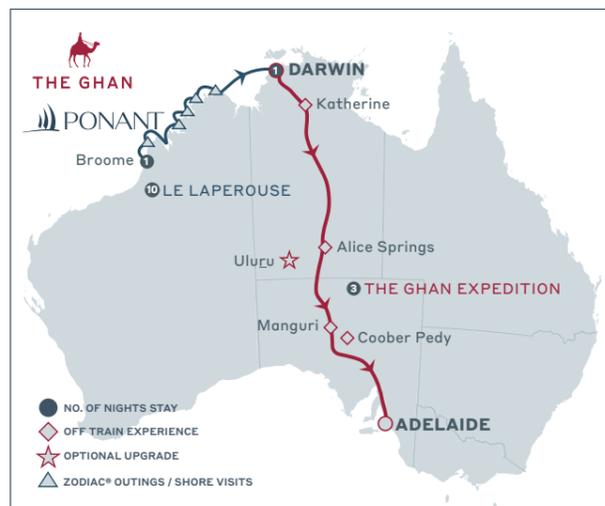 THE GHAN
PONANT
1 DARWIN
Katherine
Broome 1
10 LE LAPEROUSE
Alice Springs
Uluṟu
3 THE GHAN EXPEDITION
Manguri
Coober Pedy
ADELAIDE
NO. OF NIGHTS STAY
OFF TRAIN EXPERIENCE
OPTIONAL UPGRADE
ZODIAC® OUTINGS / SHORE VISITS